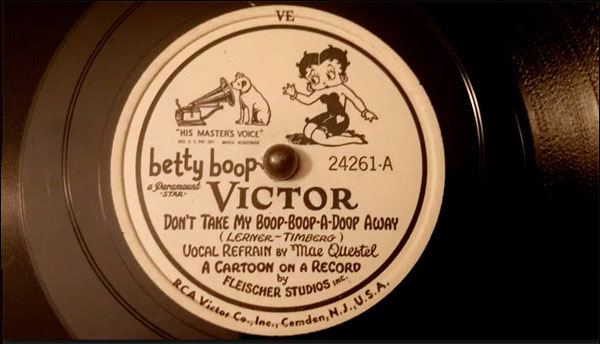 VE
"HIS MASTER'S VOICE"
betty boop
24261-A
a Paramount
·STAR·
VICTOR
DON'T TAKE MY BOOP-BOOP-A-DOOP AWAY
(LERNER-TIMBERG)
VOCAL REFRAIN by Mae Questel
A CARTOON ON A RECORD
by
FLEISCHER STUDIOS INC.
RCA Victor Co., Inc., Camden, N.J., U.S.A.